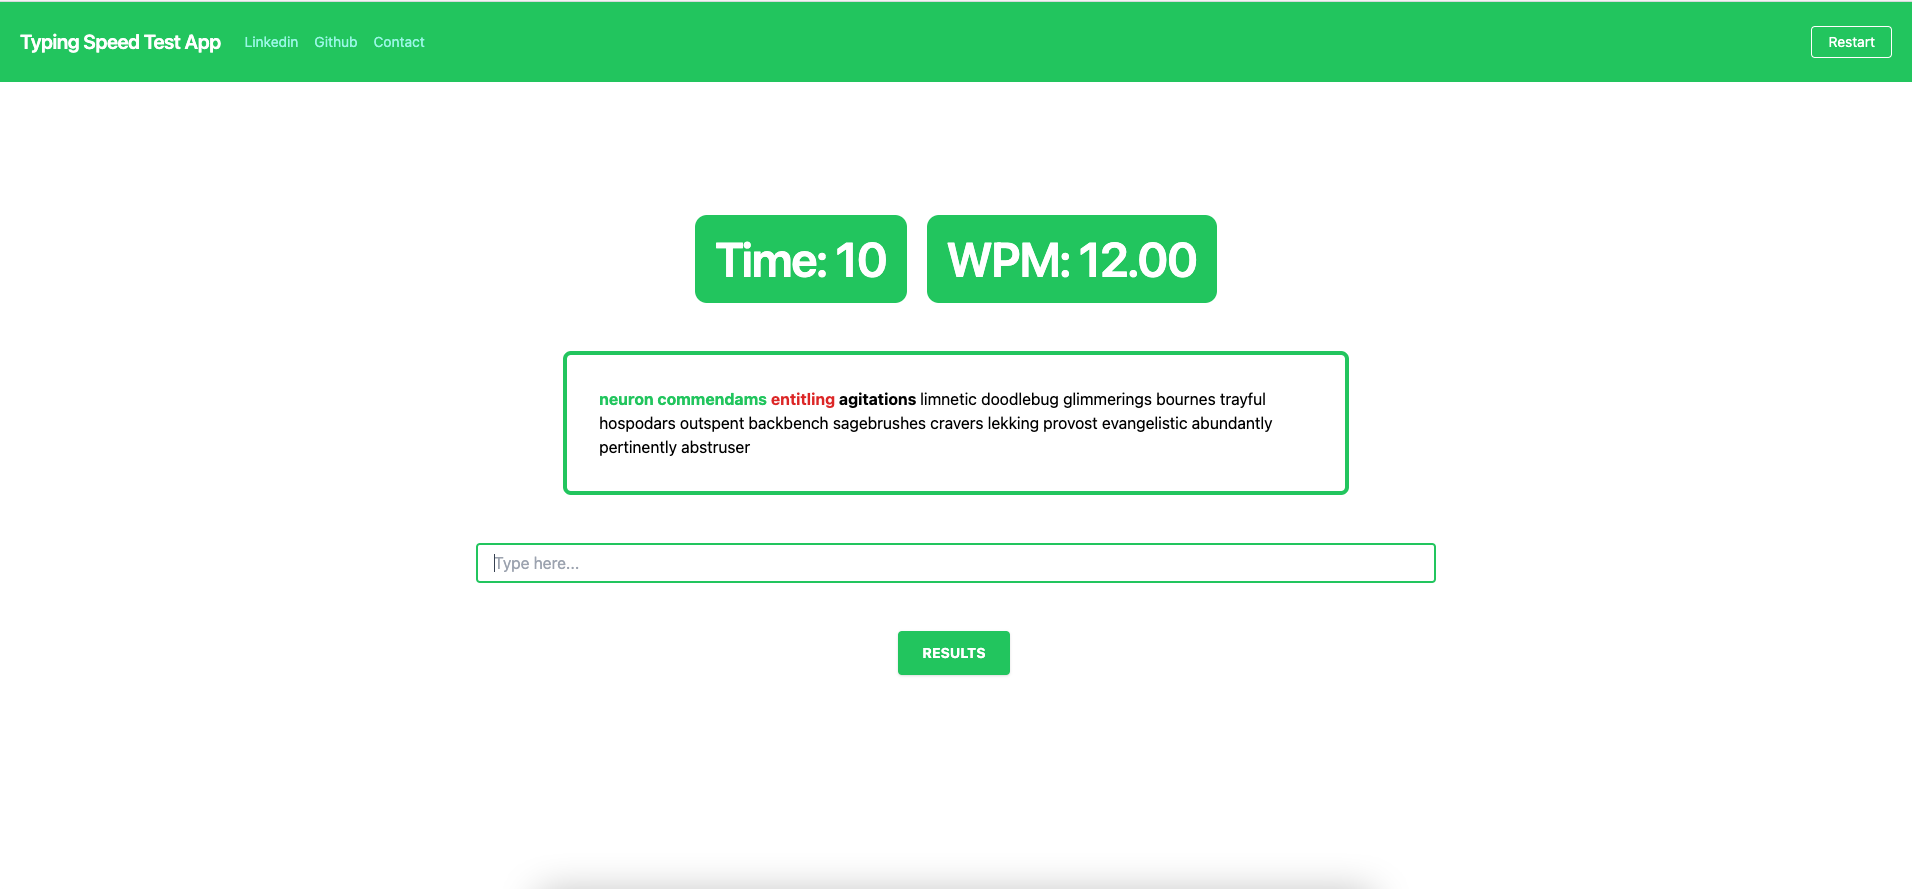 Typing Speed Test App Linkedin Github Contact Restart
Time: 10 WPM: 12.00
neuron commendams entitling agitations limnetic doodlebug glimmerings bournes trayful
hospodars outspent backbench sagebrushes cravers lekking provost evangelistic abundantly
pertinently abstruser
Type here...
RESULTS